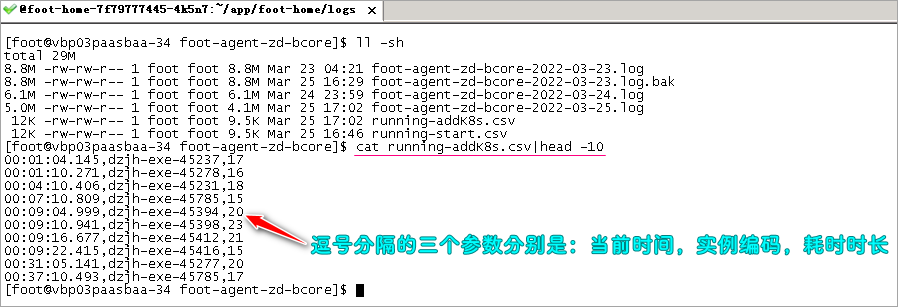 @foot-home-7f79777445-4k5n7:~/app/foot-home/logs
[foot@vbp03paasbaa-34 foot-agent-zd-bcore]$ ll -sh
total 29M
8.8M -rw-rw-r-- 1 foot foot 8.8M Mar 23 04:21 foot-agent-zd-bcore-2022-03-23.log
8.8M -rw-rw-r-- 1 foot foot 8.8M Mar 25 16:29 foot-agent-zd-bcore-2022-03-23.log.bak
6.1M -rw-rw-r-- 1 foot foot 6.1M Mar 24 23:59 foot-agent-zd-bcore-2022-03-24.log
5.0M -rw-rw-r-- 1 foot foot 4.1M Mar 25 17:02 foot-agent-zd-bcore-2022-03-25.log
12K -rw-rw-r-- 1 foot foot 9.5K Mar 25 17:02 running-addK8s.csv
12K -rw-rw-r-- 1 foot foot 9.5K Mar 25 16:46 running-start.csv
[foot@vbp03paasbaa-34 foot-agent-zd-bcore]$ cat running-addK8s.csv|head -10
00:01:04.145,dzjh-exe-45237,17
00:01:10.271,dzjh-exe-45278,16
00:04:10.406,dzjh-exe-45231,18
00:07:10.809,dzjh-exe-45785,15
00:09:04.999,dzjh-exe-45394,20
00:09:10.941,dzjh-exe-45398,23
00:09:16.677,dzjh-exe-45412,21
00:09:22.415,dzjh-exe-45416,15
00:31:05.141,dzjh-exe-45277,20
00:37:10.493,dzjh-exe-45785,17
逗号分隔的三个参数分别是：当前时间，实例编码，耗时时长
[foot@vbp03paasbaa-34 foot-agent-zd-bcore]$